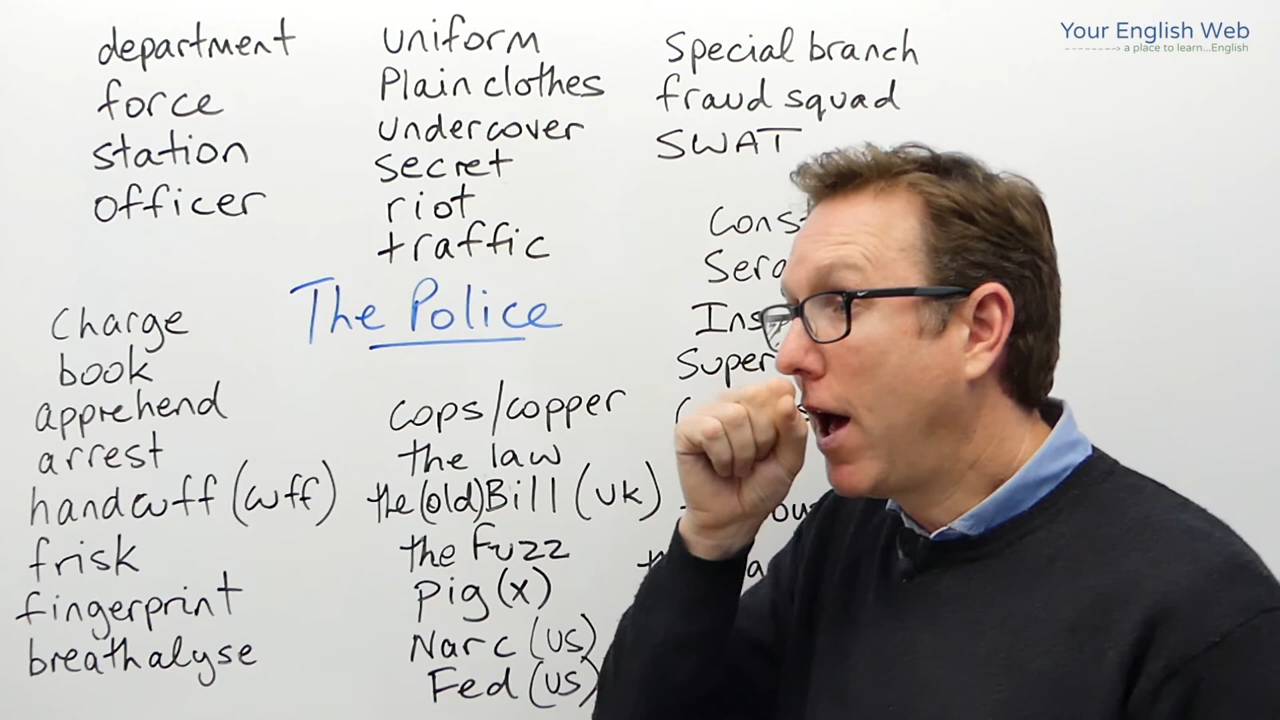 department
force
station
officer
uniform
Plain clothes
undercover
secret
riot
traffic
Special branch
fraud squad
SWAT
Your English Web
a place to learn...English
The Police
Charge
book
apprehend
arrest
handcuff (cuff)
frisk
fingerprint
breathalyse
cops/copper
the law
the (old) Bill (UK)
the Fuzz
Pig (x)
Narc (US)
Fed (US)